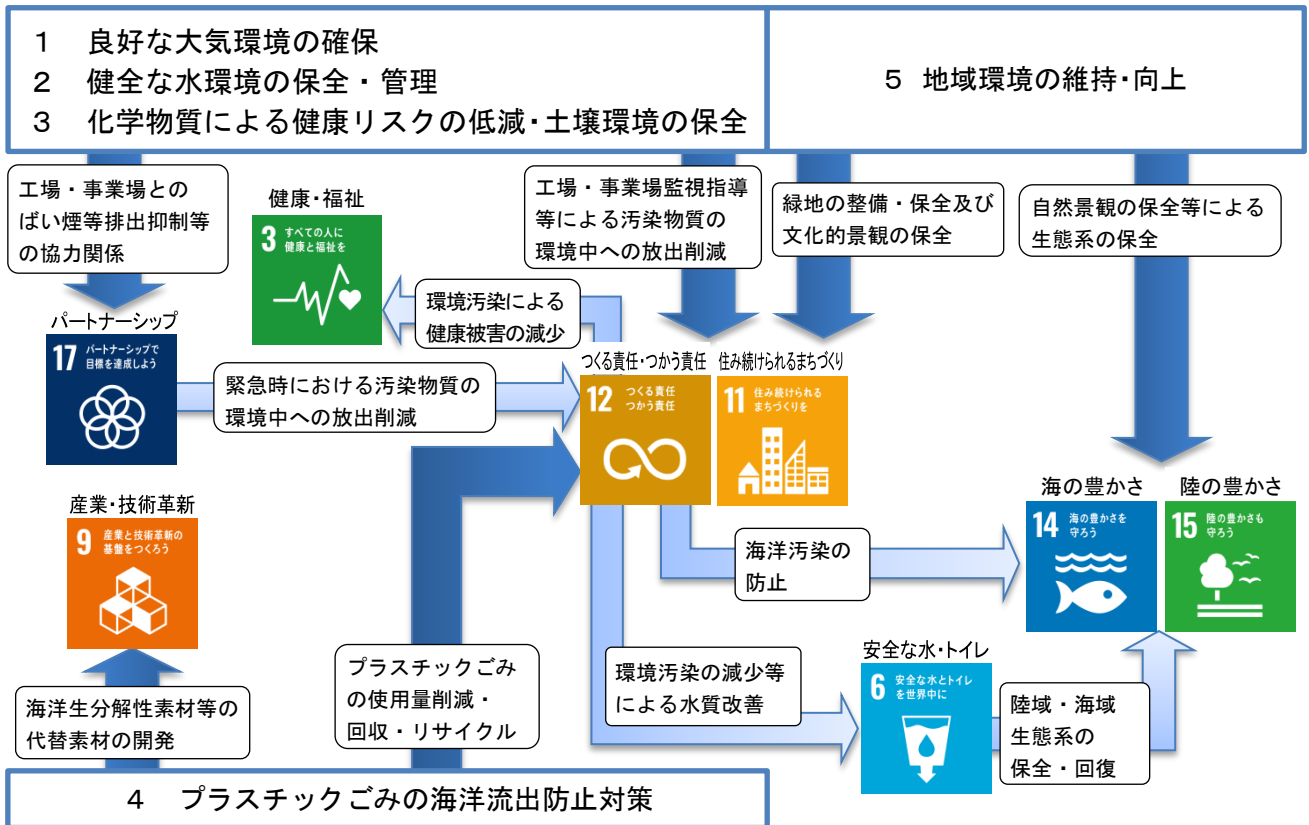 １　良好な大気環境の確保
２　健全な水環境の保全・管理
３　化学物質による健康リスクの低減・土壌環境の保全
５ 地域環境の維持・向上
工場・事業場との
ばい煙等排出抑制等
の協力関係
健康・福祉
3 すべての人に
健康と福祉を
工場・事業場監視指導
等による汚染物質の
環境中への放出削減
緑地の整備・保全及び
文化的景観の保全
自然景観の保全等による
生態系の保全
環境汚染による
健康被害の減少
パートナーシップ
17 パートナーシップで
目標を達成しよう
緊急時における汚染物質の
環境中への放出削減
つくる責任・つかう責任
12 つくる責任
つかう責任
住み続けられるまちづくり
11 住み続けられる
まちづくりを
産業・技術革新
9 産業と技術革新の
基盤をつくろう
海の豊かさ
14 海の豊かさを
守ろう
陸の豊かさ
15 陸の豊かさも
守ろう
海洋汚染の
防止
プラスチックごみ
の使用量削減・
回収・リサイクル
環境汚染の減少等
による水質改善
安全な水・トイレ
6 安全な水とトイレ
を世界中に
陸域・海域
生態系の
保全・回復
海洋生分解性素材等の
代替素材の開発
４　プラスチックごみの海洋流出防止対策